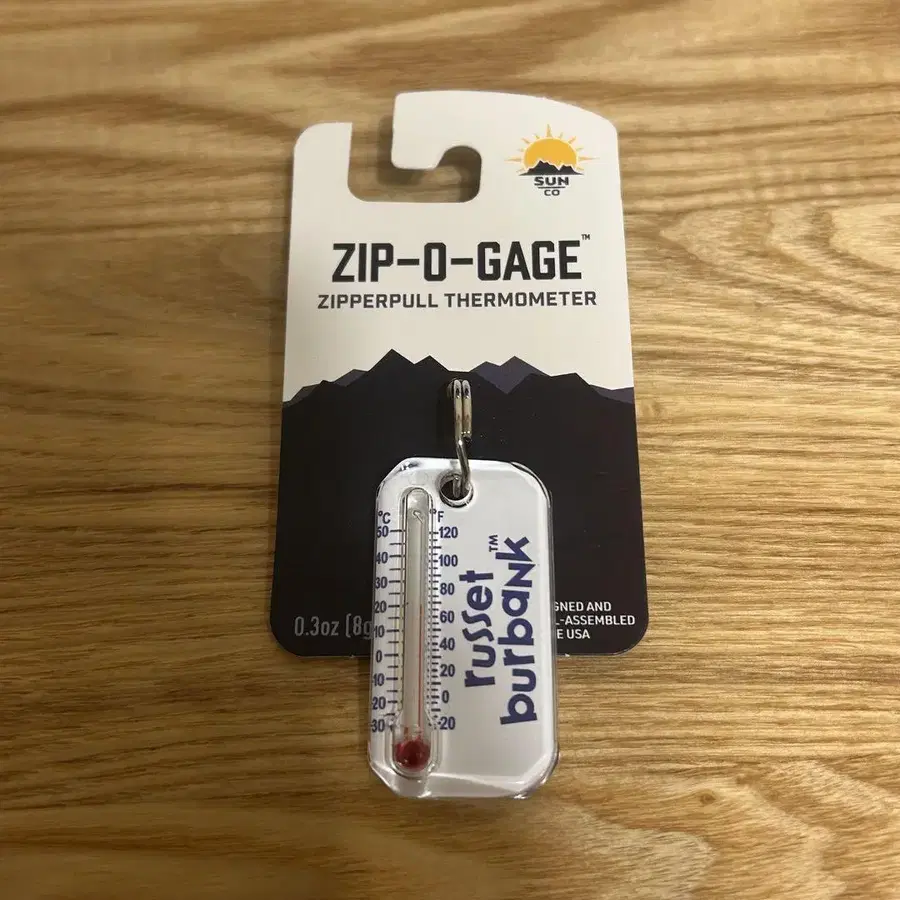 SUN
CO
ZIP-O-GAGE™
ZIPPERPULL THERMOMETER
°C °F
50 120
40 100
30 80
20 60
10 40
0 20
10 0
20 -20
30
russet
burbank™
0.3oz (8g
GNED AND
L-ASSEMBLED
E USA